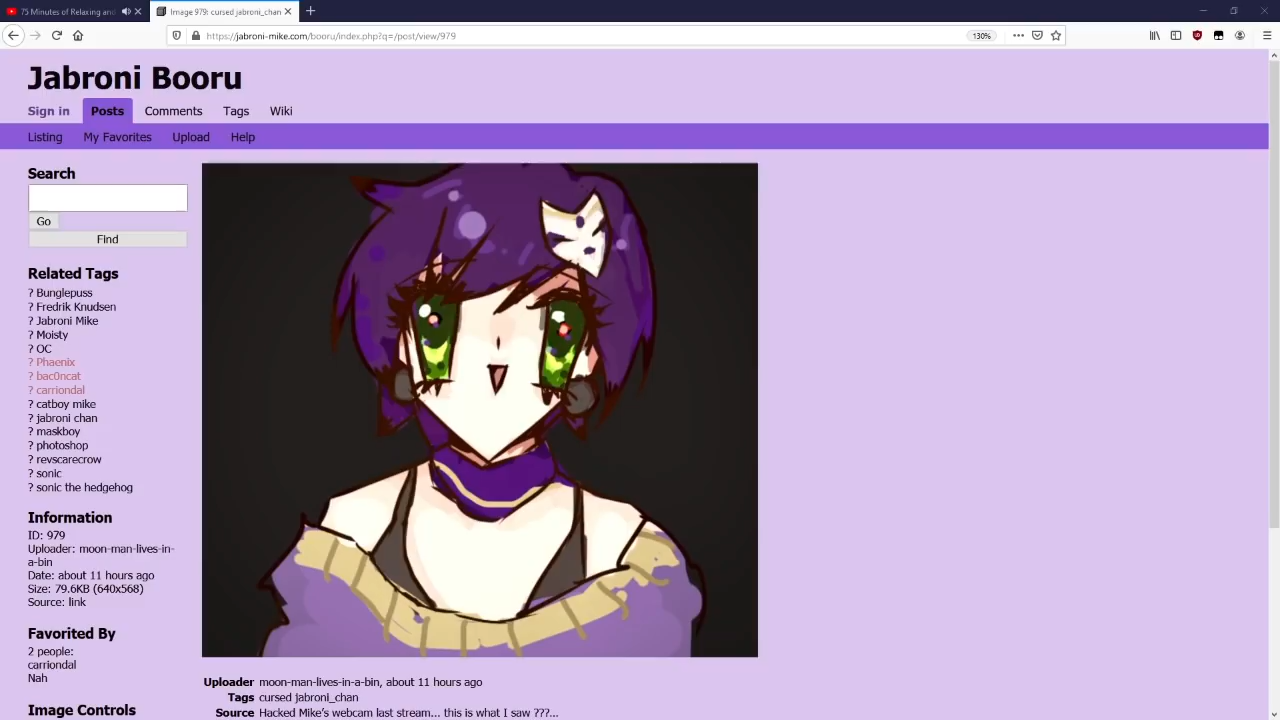 75 Minutes of Relaxing and
Image 979: cursed jabroni_chan
https://jabroni-mike.com/booru/index.php?q=/post/view/979
130%
Jabroni Booru
Sign in Posts Comments Tags Wiki
Listing My Favorites Upload Help
Search
Go
Find
Related Tags
? Bunglepuss
? Fredrik Knudsen
? Jabroni Mike
? Moisty
? OC
? Phaenix
? bac0ncat
? carriondal
? catboy mike
? jabroni chan
? maskboy
? photoshop
? revscarecrow
? sonic
? sonic the hedgehog
Information
ID: 979
Uploader: moon-man-lives-in-
a-bin
Date: about 11 hours ago
Size: 79.6KB (640x568)
Source: link
Favorited By
2 people:
carriondal
Nah
Image Controls
Uploader moon-man-lives-in-a-bin, about 11 hours ago
Tags cursed jabroni_chan
Source Hacked Mike's webcam last stream... this is what I saw ???...